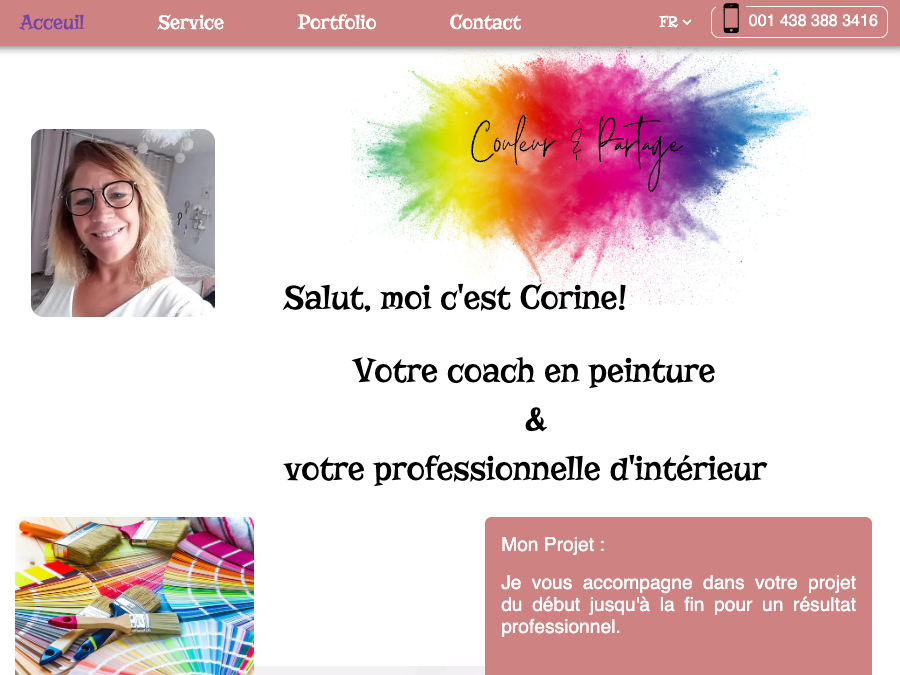 Acceuil
Service
Portfolio
Contact
FR
001 438 388 3416
Couleur & Partage
Salut, moi c'est Corine!
Votre coach en peinture
&
votre professionnelle d'intérieur
Mon Projet :
Je vous accompagne dans votre projet
du début jusqu'à la fin pour un résultat
professionnel.